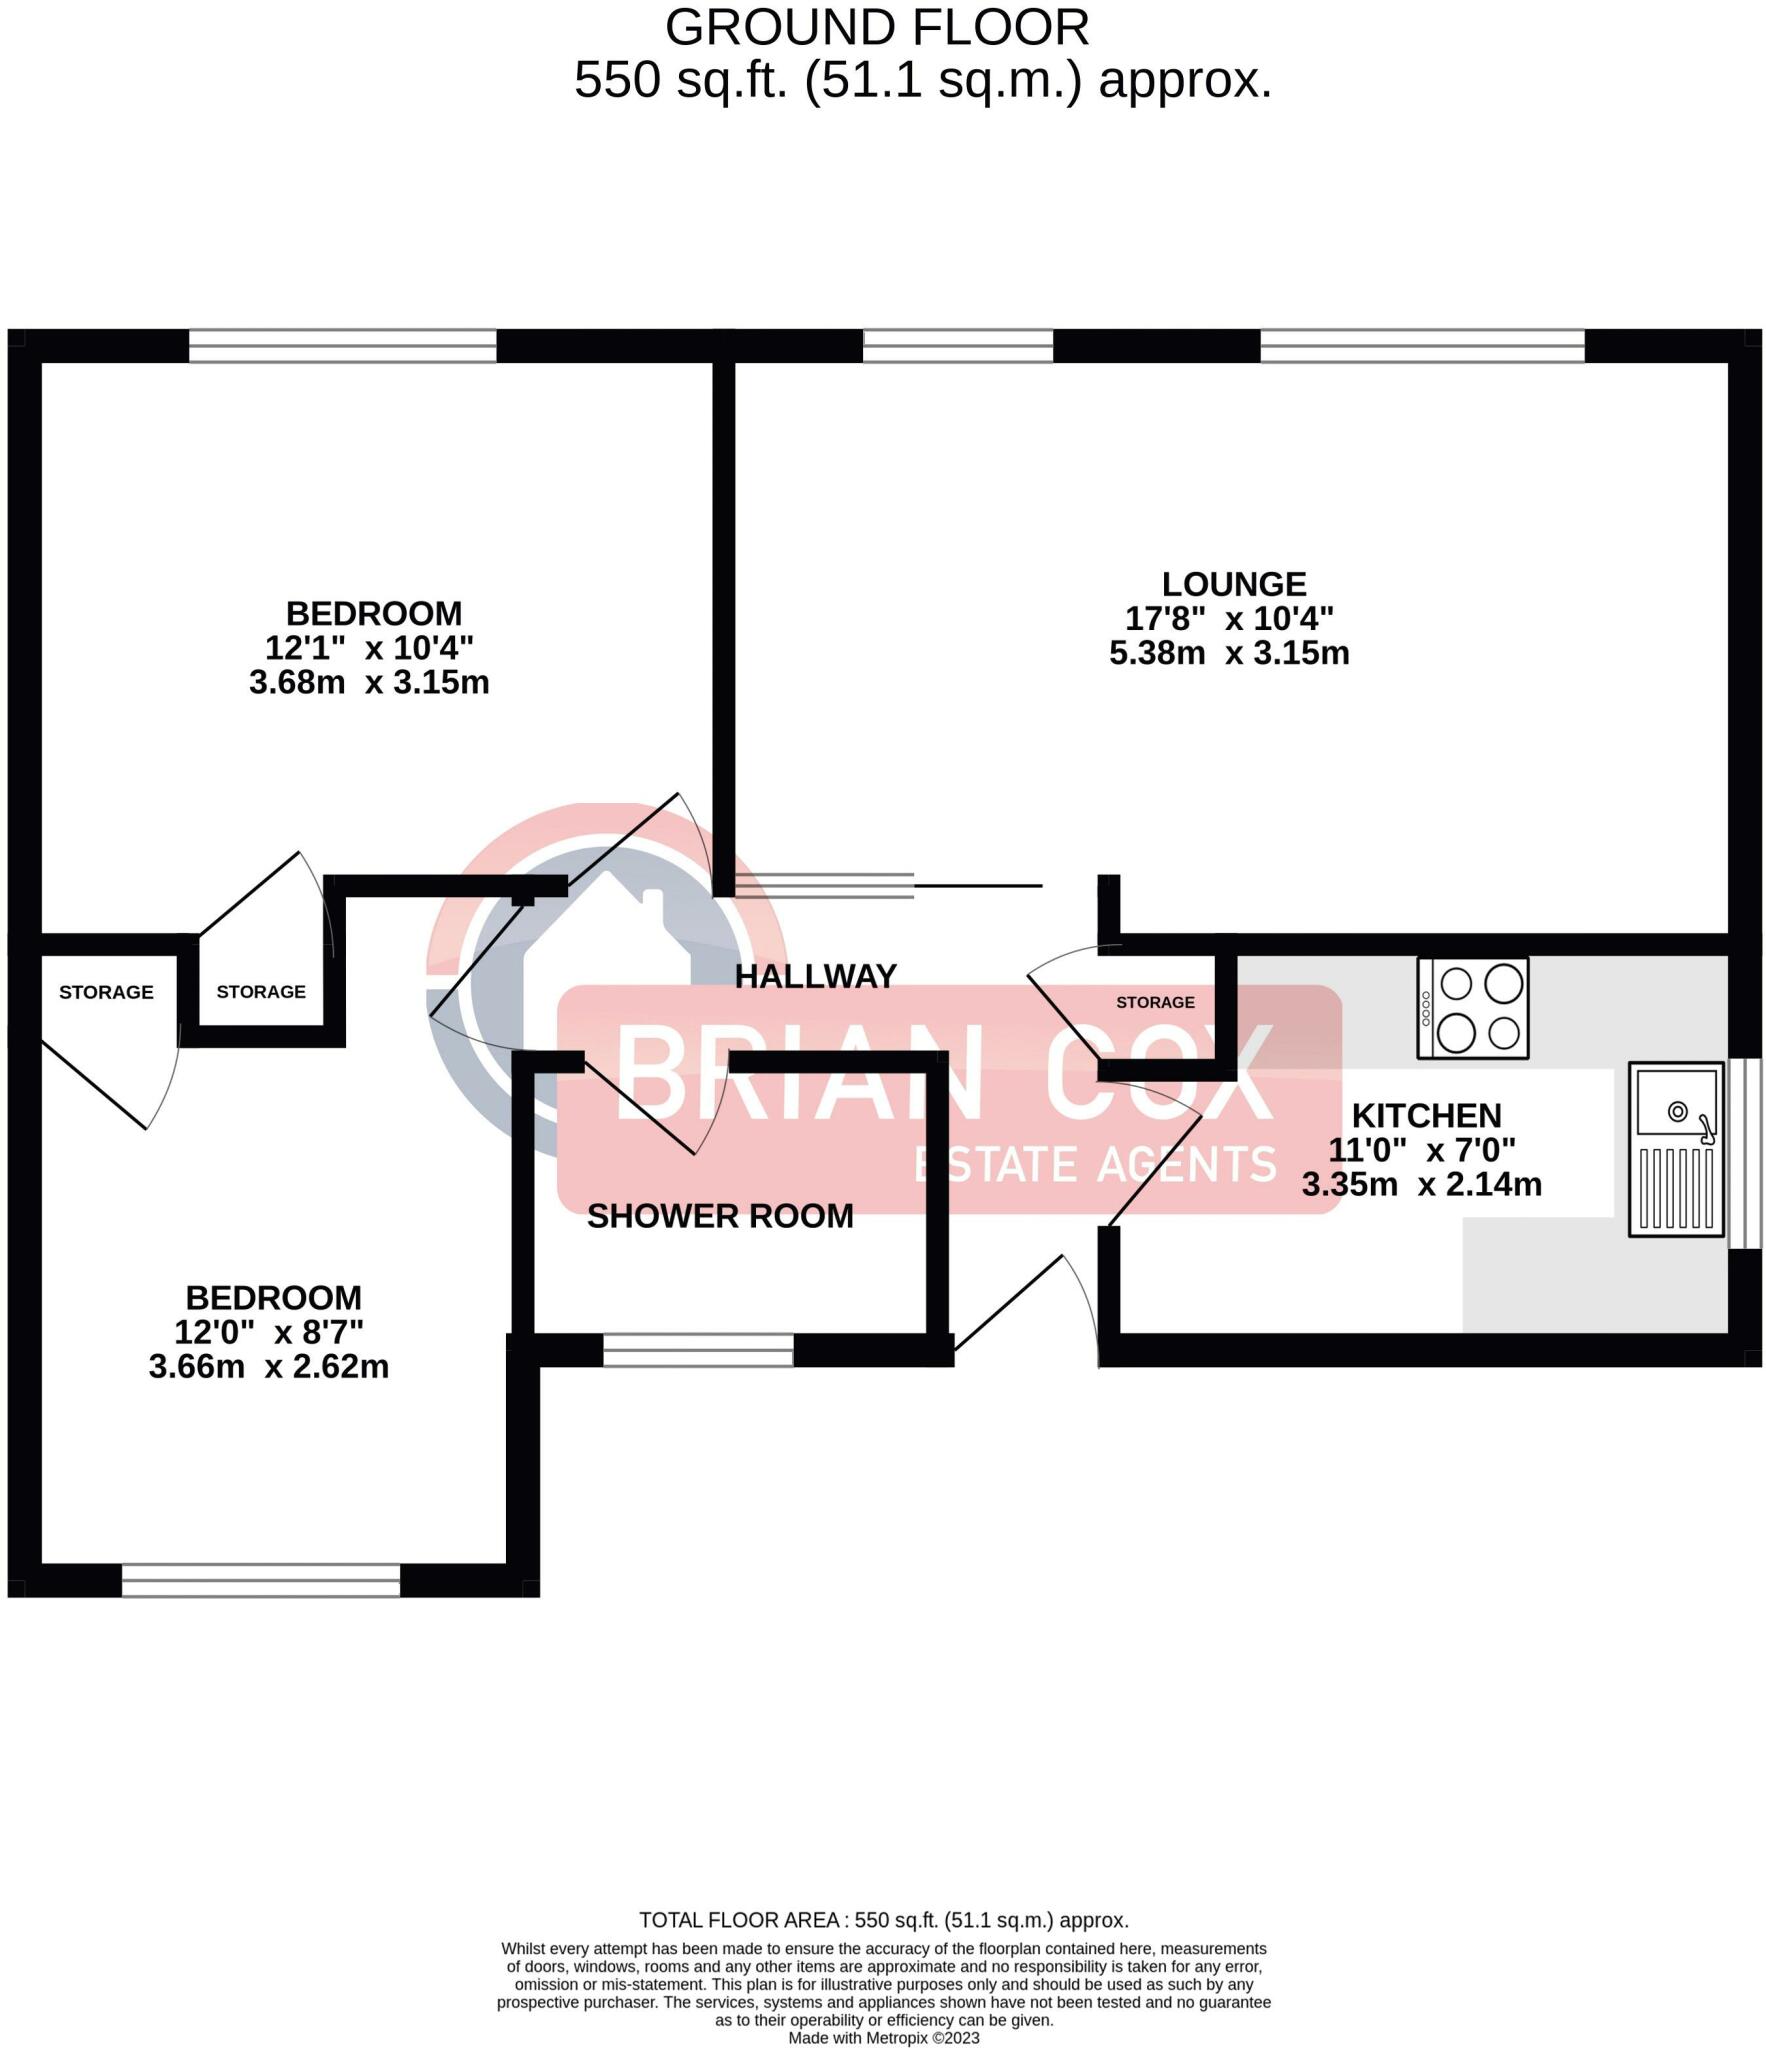 GROUND FLOOR
550 sq.ft. (51.1 sq.m.) approx.
LOUNGE
17'8"  x 10'4"
5.38m  x 3.15m
BEDROOM
12'1"  x 10'4"
3.68m  x 3.15m
HALLWAY
STORAGE
STORAGE
STORAGE
BRIAN COX
ESTATE AGENTS
KITCHEN
11'0"  x 7'0"
3.35m  x 2.14m
SHOWER ROOM
BEDROOM
12'0"  x 8'7"
3.66m  x 2.62m
TOTAL FLOOR AREA : 550 sq.ft. (51.1 sq.m.) approx.
Whilst every attempt has been made to ensure the accuracy of the floorplan contained here, measurements
of doors, windows, rooms and any other items are approximate and no responsibility is taken for any error,
omission or mis-statement. This plan is for illustrative purposes only and should be used as such by any
prospective purchaser. The services, systems and appliances shown have not been tested and no guarantee
as to their operability or efficiency can be given.
Made with Metropix ©2023